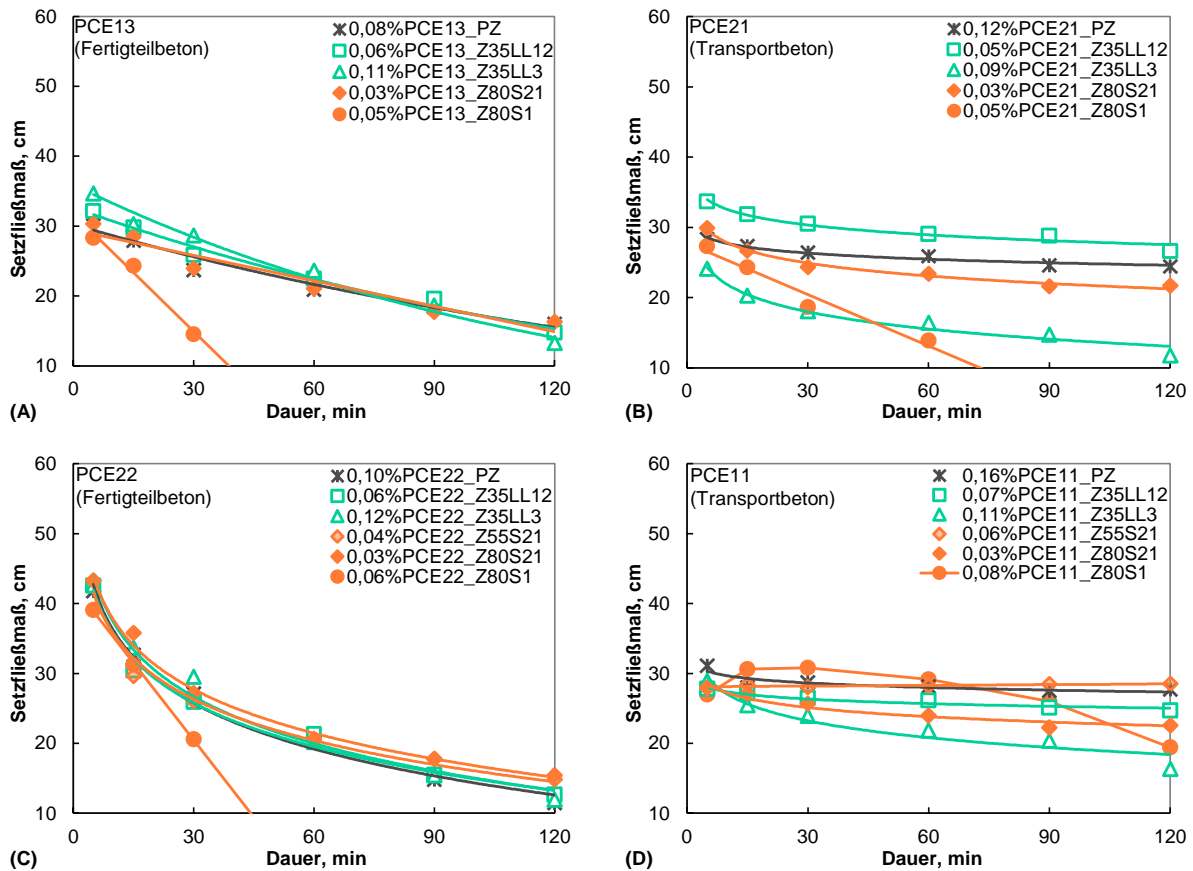 PCE13
(Fertigteilbeton)
0,08%PCE13_PZ
0,06%PCE13_Z35LL12
0,11%PCE13_Z35LL3
0,03%PCE13_Z80S21
0,05%PCE13_Z80S1
60
50
40
30
20
10
Setzfließmaß, cm
0 30 60 90 120
Dauer, min
(A)
PCE21
(Transportbeton)
0,12%PCE21_PZ
0,05%PCE21_Z35LL12
0,09%PCE21_Z35LL3
0,03%PCE21_Z80S21
0,05%PCE21_Z80S1
60
50
40
30
20
10
Setzfließmaß, cm
0 30 60 90 120
Dauer, min
(B)
PCE22
(Fertigteilbeton)
0,10%PCE22_PZ
0,06%PCE22_Z35LL12
0,12%PCE22_Z35LL3
0,04%PCE22_Z55S21
0,03%PCE22_Z80S21
0,06%PCE22_Z80S1
60
50
40
30
20
10
Setzfließmaß, cm
0 30 60 90 120
Dauer, min
(C)
PCE11
(Transportbeton)
0,16%PCE11_PZ
0,07%PCE11_Z35LL12
0,11%PCE11_Z35LL3
0,06%PCE11_Z55S21
0,03%PCE11_Z80S21
0,08%PCE11_Z80S1
60
50
40
30
20
10
Setzfließmaß, cm
0 30 60 90 120
Dauer, min
(D)